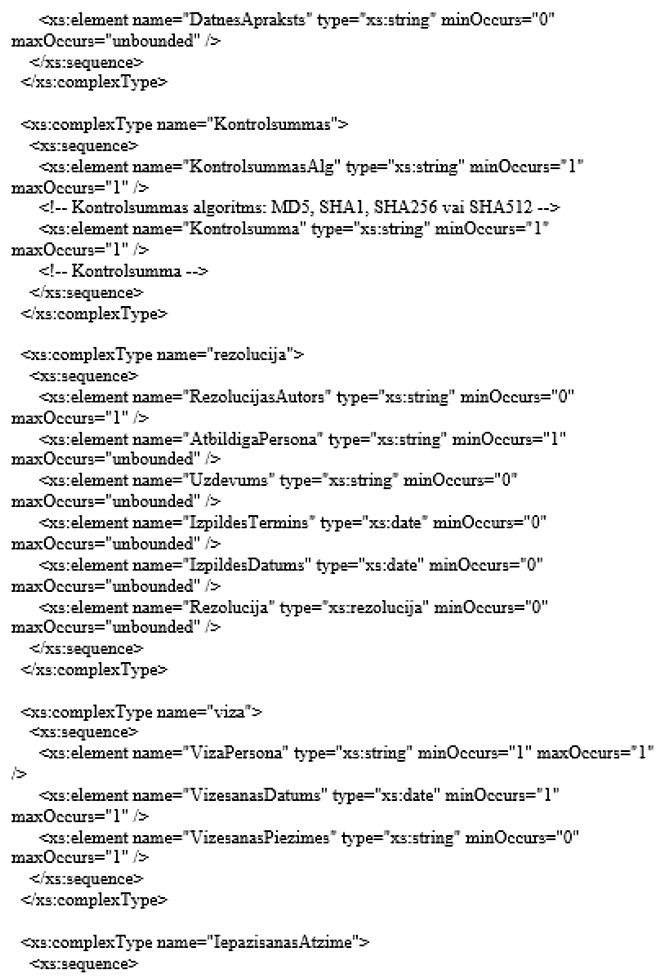 <xs:element name="DatnesApraksts" type="xs:string" minOccurs="0"
maxOccurs="unbounded" />
</xs:sequence>
</xs:complexType>
<xs:complexType name="Kontrolsummas">
<xs:sequence>
<xs:element name="KontrolsummasAlg" type="xs:string" minOccurs="1"
maxOccurs="1" />
<!-- Kontrolsummas algoritms: MD5, SHA1, SHA256 vai SHA512 -->
<xs:element name="Kontrolsumma" type="xs:string" minOccurs="1"
maxOccurs="1" />
<!-- Kontrolsumma -->
</xs:sequence>
</xs:complexType>
<xs:complexType name="rezolucija">
<xs:sequence>
<xs:element name="RezolucijasAutors" type="xs:string" minOccurs="0"
maxOccurs="1" />
<xs:element name="AtbildigaPersona" type="xs:string" minOccurs="1"
maxOccurs="unbounded" />
<xs:element name="Uzdevums" type="xs:string" minOccurs="0"
maxOccurs="unbounded" />
<xs:element name="IzpildesTermins" type="xs:date" minOccurs="0"
maxOccurs="unbounded" />
<xs:element name="IzpildesDatums" type="xs:date" minOccurs="0"
maxOccurs="unbounded" />
<xs:element name="Rezolucija" type="xs:rezolucija" minOccurs="0"
maxOccurs="unbounded" />
</xs:sequence>
</xs:complexType>
<xs:complexType name="viza">
<xs:sequence>
<xs:element name="VizaPersona" type="xs:string" minOccurs="1" maxOccurs="1"
/>
<xs:element name="VizesanasDatums" type="xs:date" minOccurs="1"
maxOccurs="1" />
<xs:element name="VizesanasPiezimes" type="xs:string" minOccurs="0"
maxOccurs="1" />
</xs:sequence>
</xs:complexType>
<xs:complexType name="IepazisanasAtzime">
<xs:sequence>